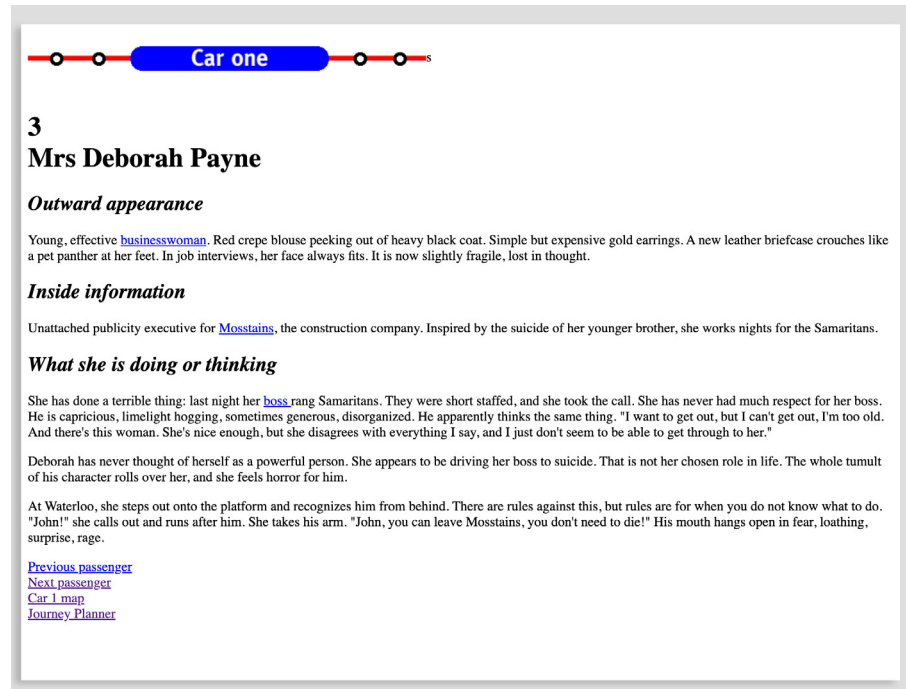 Car one
s
3
Mrs Deborah Payne
Outward appearance
Young, effective businesswoman. Red crepe blouse peeking out of heavy black coat. Simple but expensive gold earrings. A new leather briefcase crouches like
a pet panther at her feet. In job interviews, her face always fits. It is now slightly fragile, lost in thought.
Inside information
Unattached publicity executive for Mosstains, the construction company. Inspired by the suicide of her younger brother, she works nights for the Samaritans.
What she is doing or thinking
She has done a terrible thing: last night her boss rang Samaritans. They were short staffed, and she took the call. She has never had much respect for her boss.
He is capricious, limelight hogging, sometimes generous, disorganized. He apparently thinks the same thing. "I want to get out, but I can't get out, I'm too old.
And there's this woman. She's nice enough, but she disagrees with everything I say, and I just don't seem to be able to get through to her."
Deborah has never thought of herself as a powerful person. She appears to be driving her boss to suicide. That is not her chosen role in life. The whole tumult
of his character rolls over her, and she feels horror for him.
At Waterloo, she steps out onto the platform and recognizes him from behind. There are rules against this, but rules are for when you do not know what to do.
"John!" she calls out and runs after him. She takes his arm. "John, you can leave Mosstains, you don't need to die!" His mouth hangs open in fear, loathing,
surprise, rage.
Previous passenger
Next passenger
Car 1 map
Journey Planner